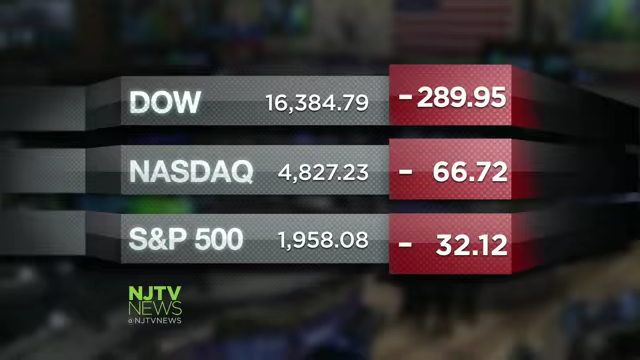 DOW 16,384.79 -289.95
NASDAQ 4,827.23 - 66.72
S&P 500 1,958.08 - 32.12
NJTV
NEWS
@NJTVNEWS